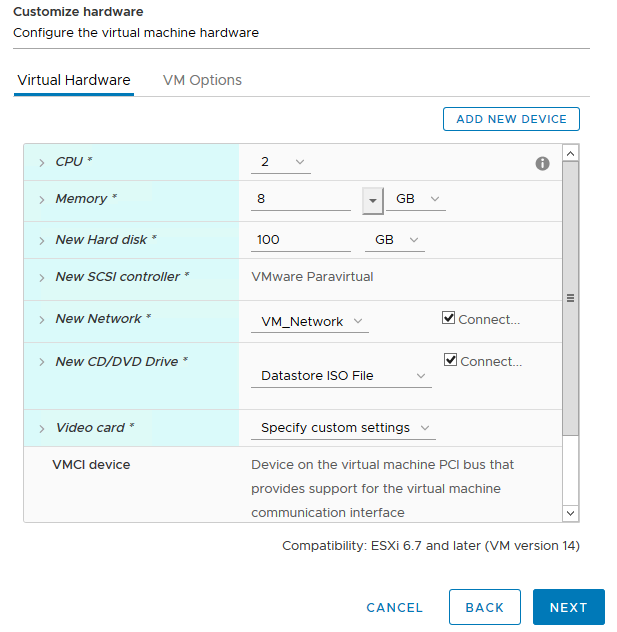 Customize hardware
Configure the virtual machine hardware
Virtual Hardware VM Options
ADD NEW DEVICE
CPU * 2
Memory * 8 GB
New Hard disk * 100 GB
New SCSI controller * VMware Paravirtual
New Network * VM_Network Connect...
New CD/DVD Drive * Connect...
Datastore ISO File
Video card * Specify custom settings
VMCI device Device on the virtual machine PCI bus that
provides support for the virtual machine
communication interface
Compatibility: ESXi 6.7 and later (VM version 14)
CANCEL BACK NEXT